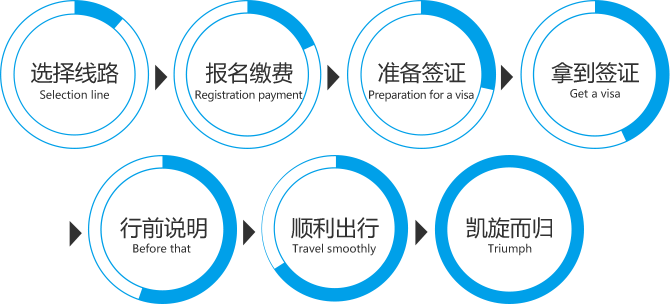 选择线路
Selection line
报名缴费
Registration payment
准备签证
Preparation for a visa
拿到签证
Get a visa
行前说明
Before that
顺利出行
Travel smoothly
凯旋而归
Triumph